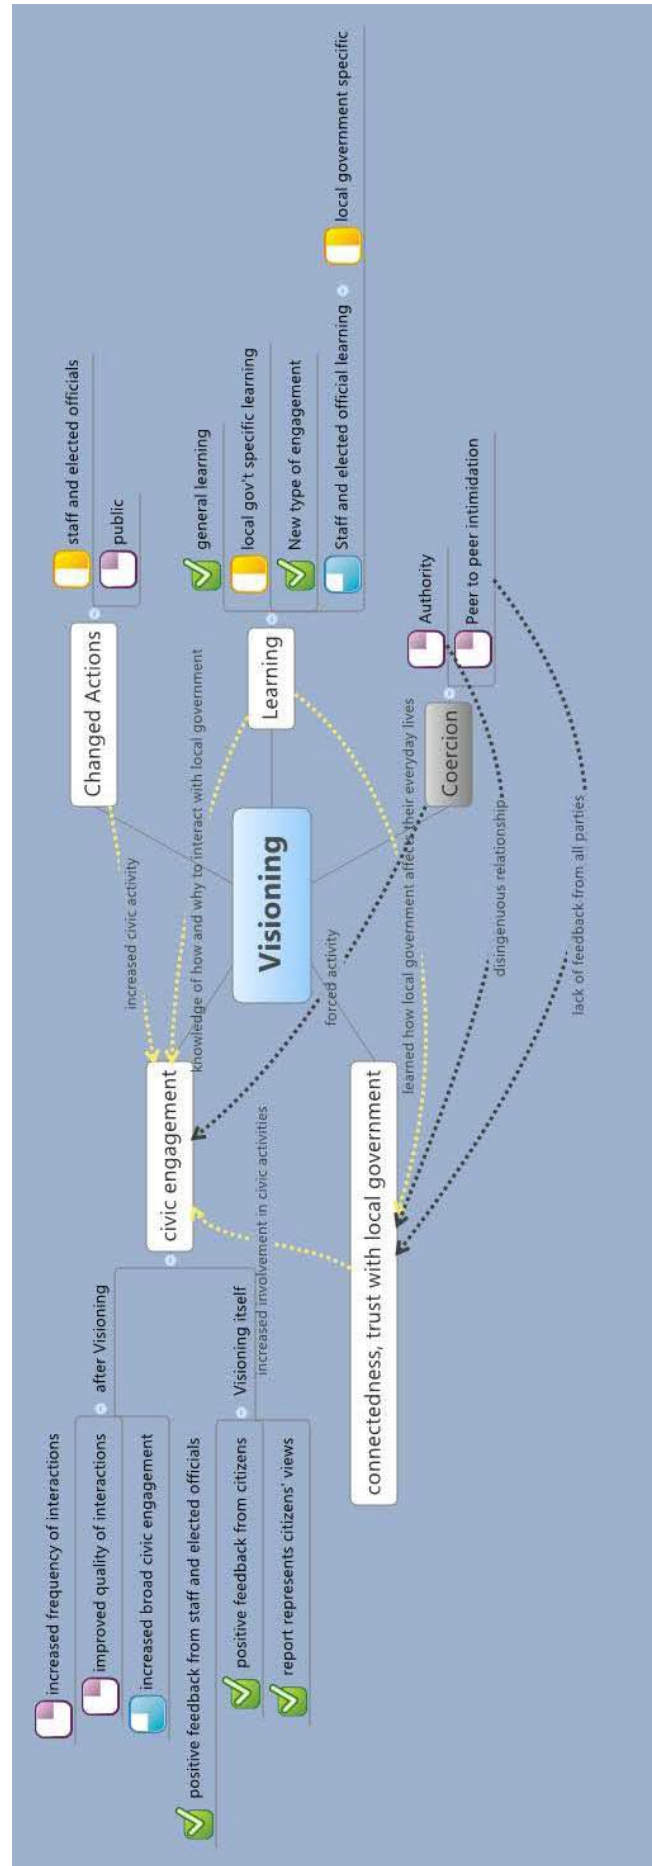 increased frequency of interactions
improved quality of interactions
increased broad civic engagement
after Visioning
positive feedback from staff and elected officials
positive feedback from citizens
report represents citizens' views
Visioning itself
civic engagement
connectedness, trust with local government
increased involvement in civic activities
Visioning
increased civic activity
knowledge of how and why to interact with local government
forced activity
learned how local government affects their everyday lives
disingenuous relationship
lack of feedback from all parties
Changed Actions
staff and elected officials
public
Learning
general learning
local gov't specific learning
New type of engagement
Staff and elected official learning
local government specific
Coercion
Authority
Peer to peer intimidation